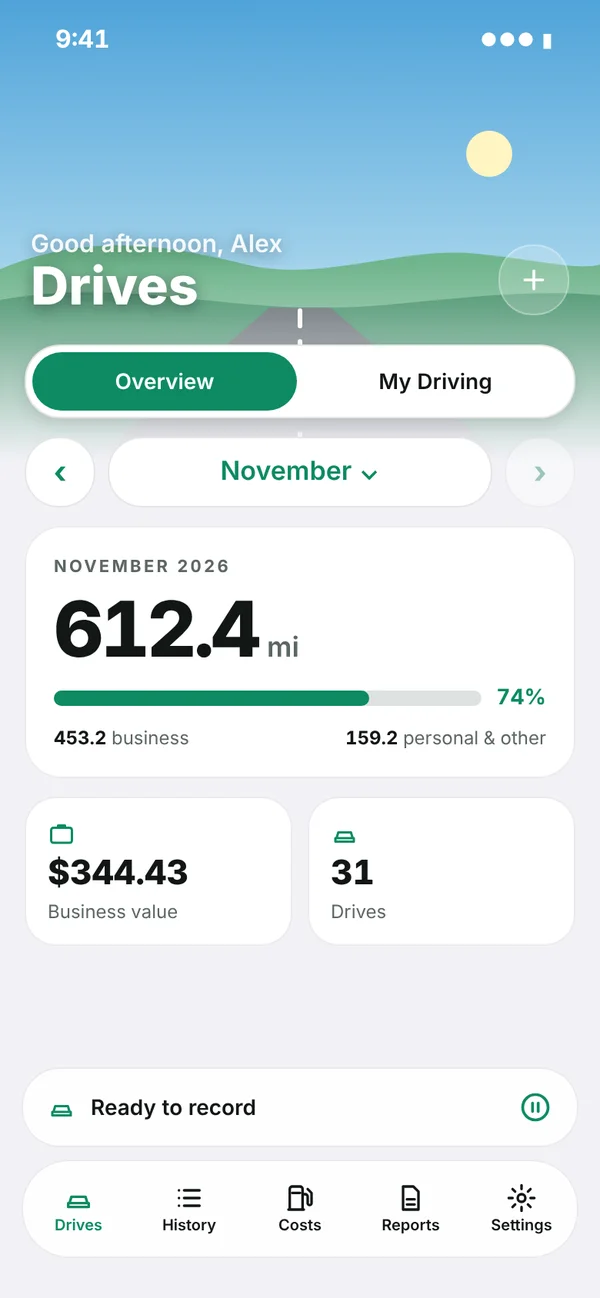 9:41
Good afternoon, Alex
Drives
Overview
My Driving
November
NOVEMBER 2026
612.4 mi
74%
453.2 business
159.2 personal & other
$344.43
Business value
31
Drives
Ready to record
Drives
History
Costs
Reports
Settings